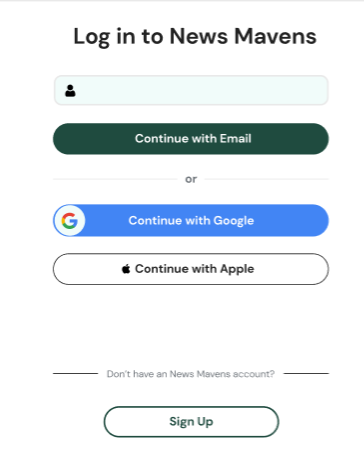 Log in to News Mavens
Continue with Email
or
Continue with Google
Continue with Apple
Don't have an News Mavens account?
Sign Up